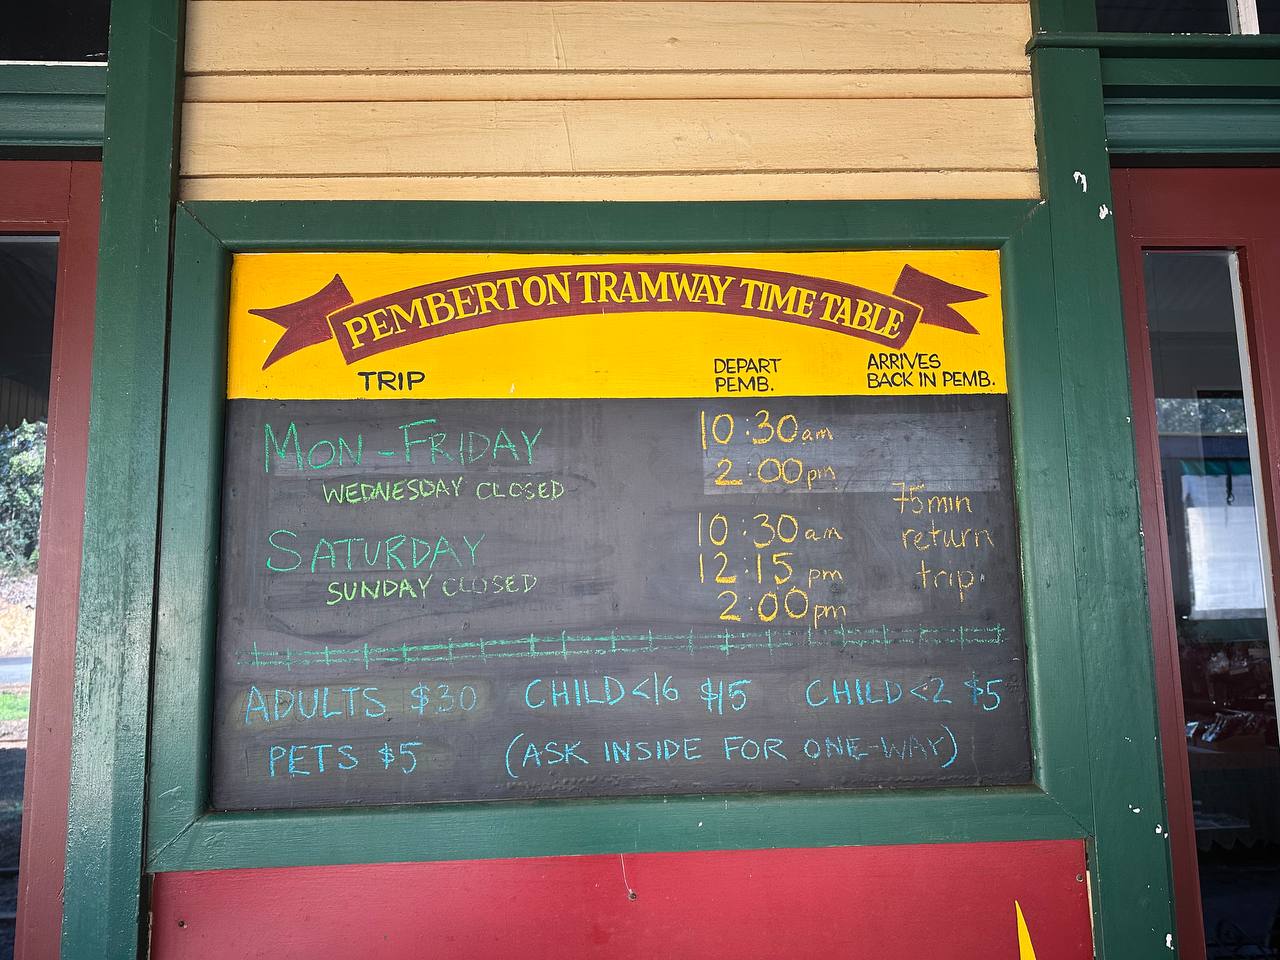 PEMBERTON TRAMWAY TIME TABLE
TRIP
DEPART PEMB.
ARRIVES BACK IN PEMB.
MON - FRIDAY
WEDNESDAY CLOSED
10:30am
2:00pm
SATURDAY
SUNDAY CLOSED
10:30am
12:15 pm
2:00pm
75min
return
trip.
ADULTS $30 CHILD<16 $15 CHILD<2 $5
PETS $5 (ASK INSIDE FOR ONE-WAY)